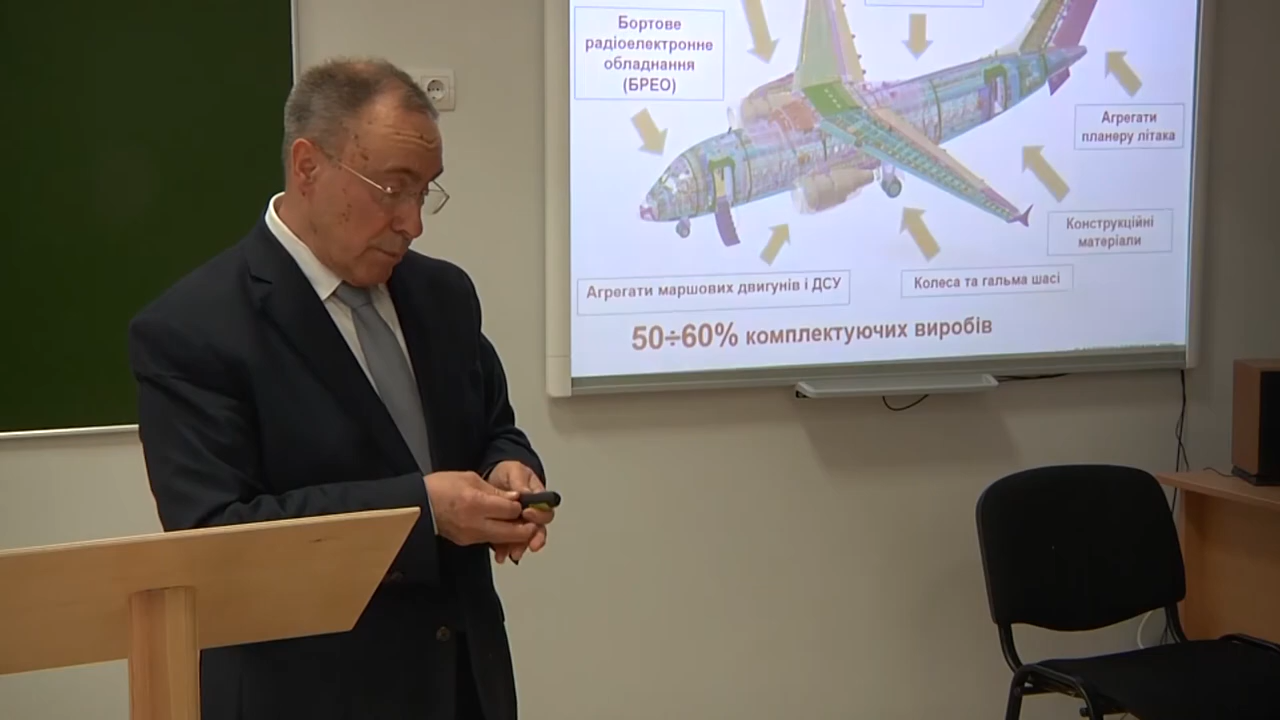 Бортове
радіоелектронне
обладнання
(БРЕО)
Агрегати
планеру літака
Конструкційні
матеріали
Агрегати маршових двигунів і ДСУ
Колеса та гальма шасі
50÷60% комплектуючих виробів